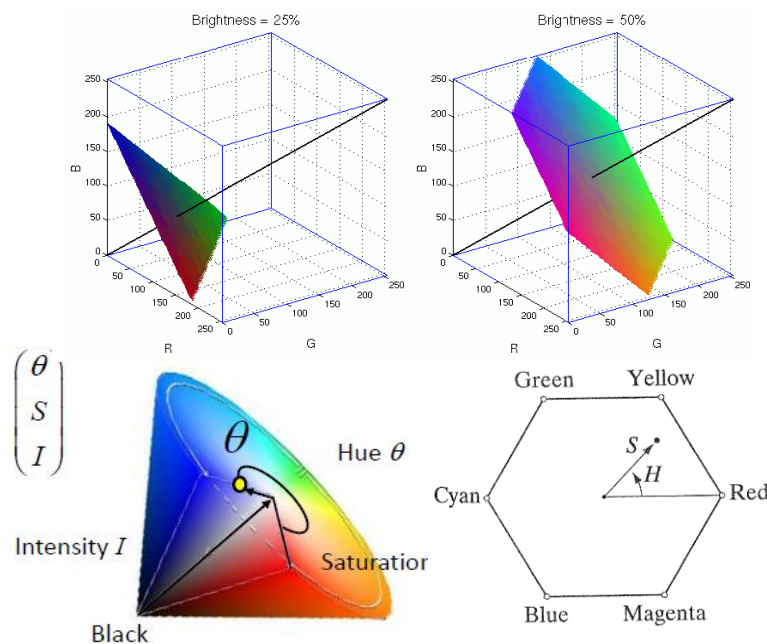 Brightness = 25%
250
200
150
100
50
0
B
0
50
100
150
200
250
R
0
50
100
150
200
250
G
Brightness = 50%
250
200
150
100
50
0
B
0
50
100
150
200
250
R
0
50
100
150
200
250
G
θ
S
I
θ
Hue θ
Intensity I
Saturatior
Black
Green Yellow
S
H
Cyan Red
Blue Magenta